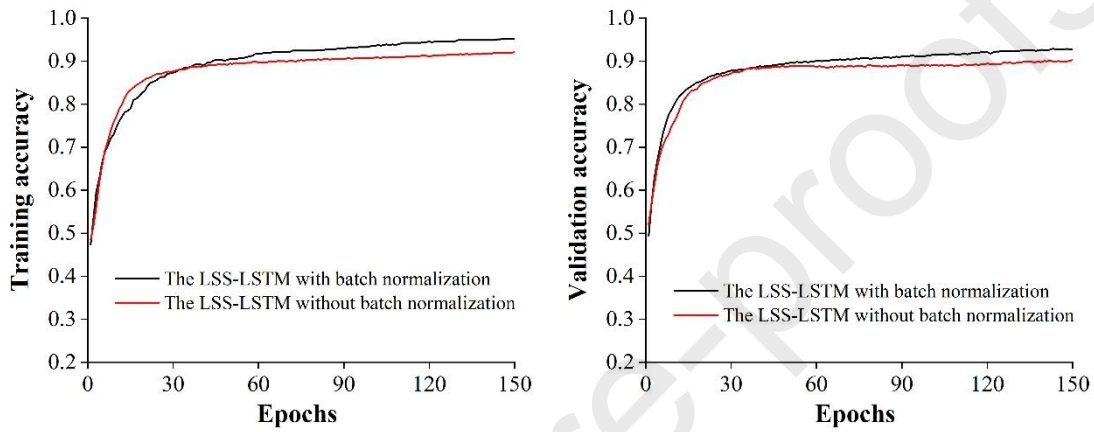 1.0
0.9
0.8
0.7
0.6
0.5
0.4
0.3
0.2
Training accuracy
The LSS-LSTM with batch normalization
The LSS-LSTM without batch normalization
0 30 60 90 120 150
Epochs
1.0
0.9
0.8
0.7
0.6
0.5
0.4
0.3
0.2
Validation accuracy
The LSS-LSTM with batch normalization
The LSS-LSTM without batch normalization
0 30 60 90 120 150
Epochs
e-proofs